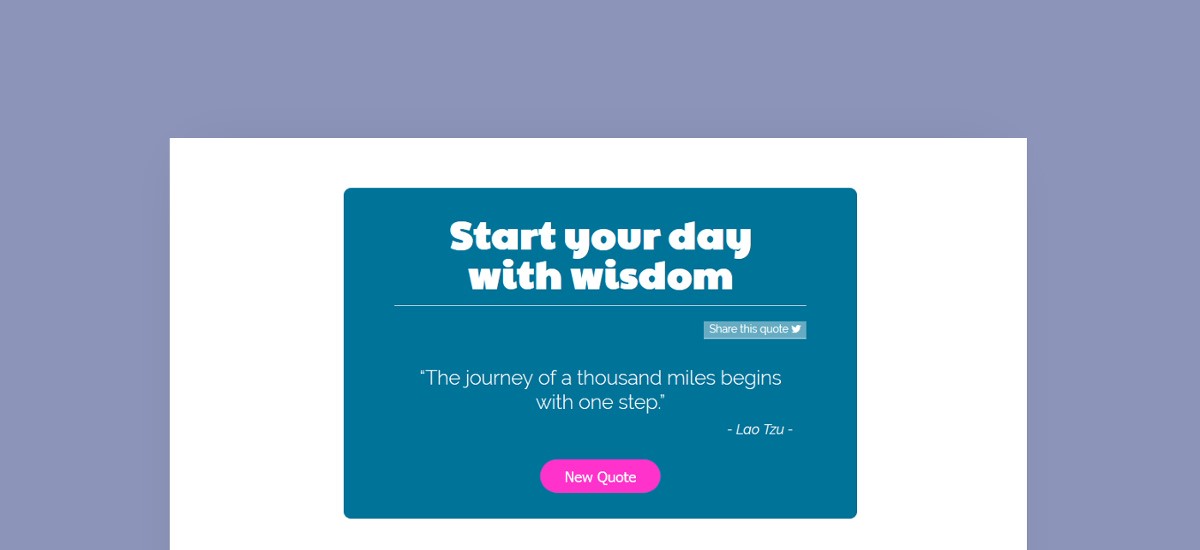 Start your day
with wisdom
Share this quote
“The journey of a thousand miles begins
with one step.”
- Lao Tzu -
New Quote